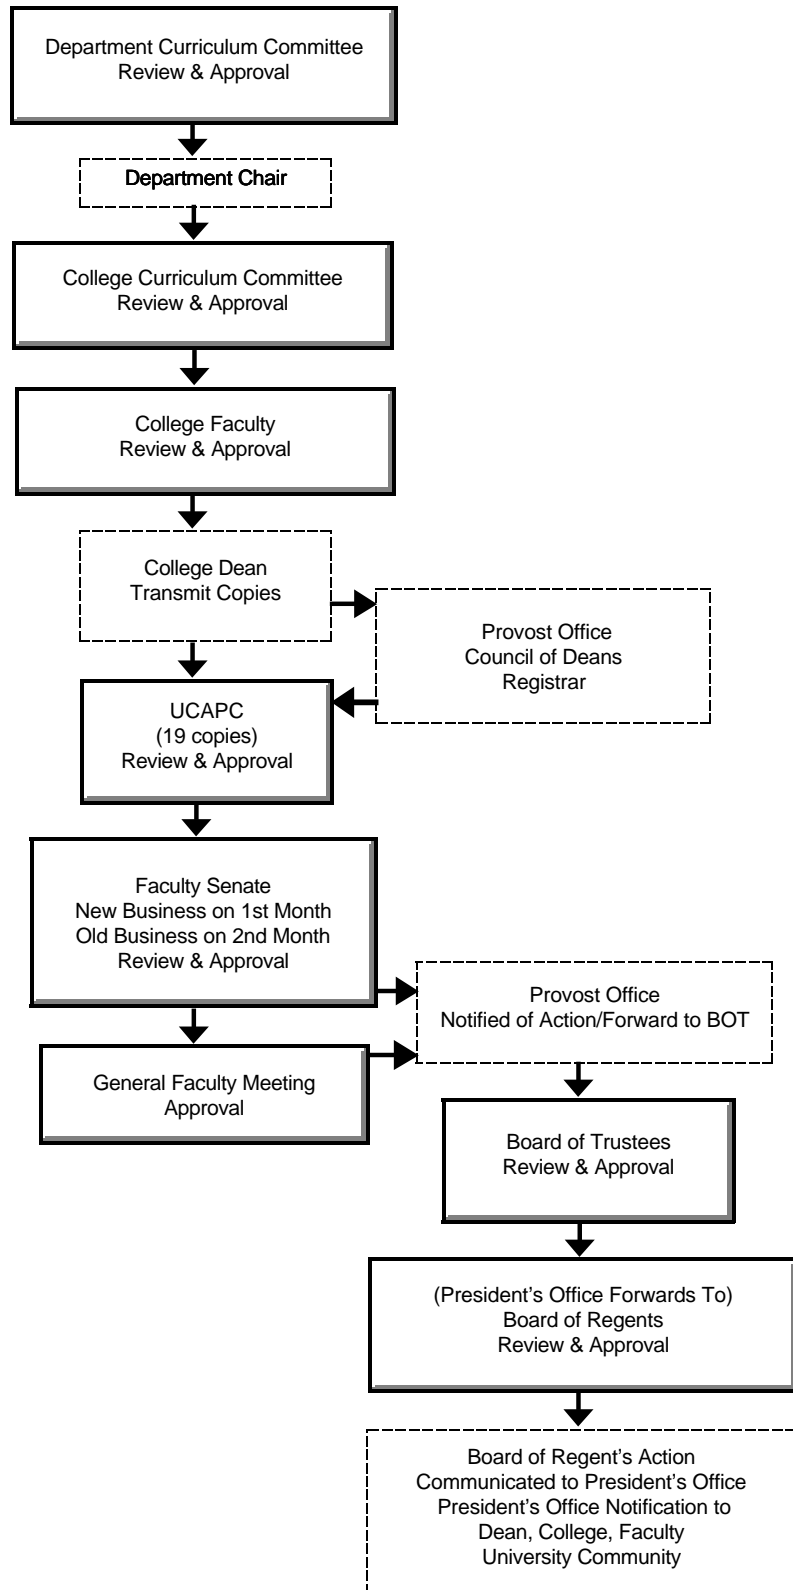 Department Curriculum Committee
Review & Approval
Department Chair
College Curriculum Committee
Review & Approval
College Faculty
Review & Approval
College Dean
Transmit Copies
Provost Office
Council of Deans
Registrar
UCAPC
(19 copies)
Review & Approval
Faculty Senate
New Business on 1st Month
Old Business on 2nd Month
Review & Approval
Provost Office
Notified of Action/Forward to BOT
General Faculty Meeting
Approval
Board of Trustees
Review & Approval
(President's Office Forwards To)
Board of Regents
Review & Approval
Board of Regent's Action
Communicated to President's Office
President's Office Notification to
Dean, College, Faculty
University Community